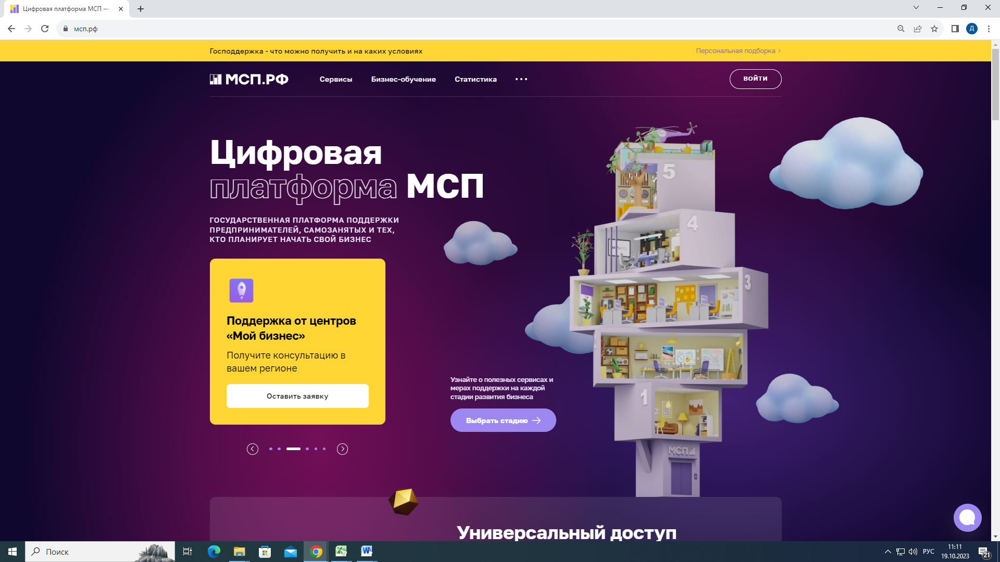 Цифровая платформа МСП —
мсп.рф
Д
Господдержка - что можно получить и на каких условиях
Персональная подборка
МСП.РФ
Сервисы
Бизнес-обучение
Статистика
ВОЙТИ
Цифровая
платформа МСП
ГОСУДАРСТВЕННАЯ ПЛАТФОРМА ПОДДЕРЖКИ
ПРЕДПРИНИМАТЕЛЕЙ, САМОЗАНЯТЫХ И ТЕХ,
КТО ПЛАНИРУЕТ НАЧАТЬ СВОЙ БИЗНЕС
Поддержка от центров
«Мой бизнес»
Получите консультацию в
вашем регионе
Оставить заявку
5
4
3
1
МСП
Узнайте о полезных сервисах и
мерах поддержки на каждой
стадии развития бизнеса
Выбрать стадию
Универсальный доступ
Поиск
РУС
11:11
19.10.2023
21